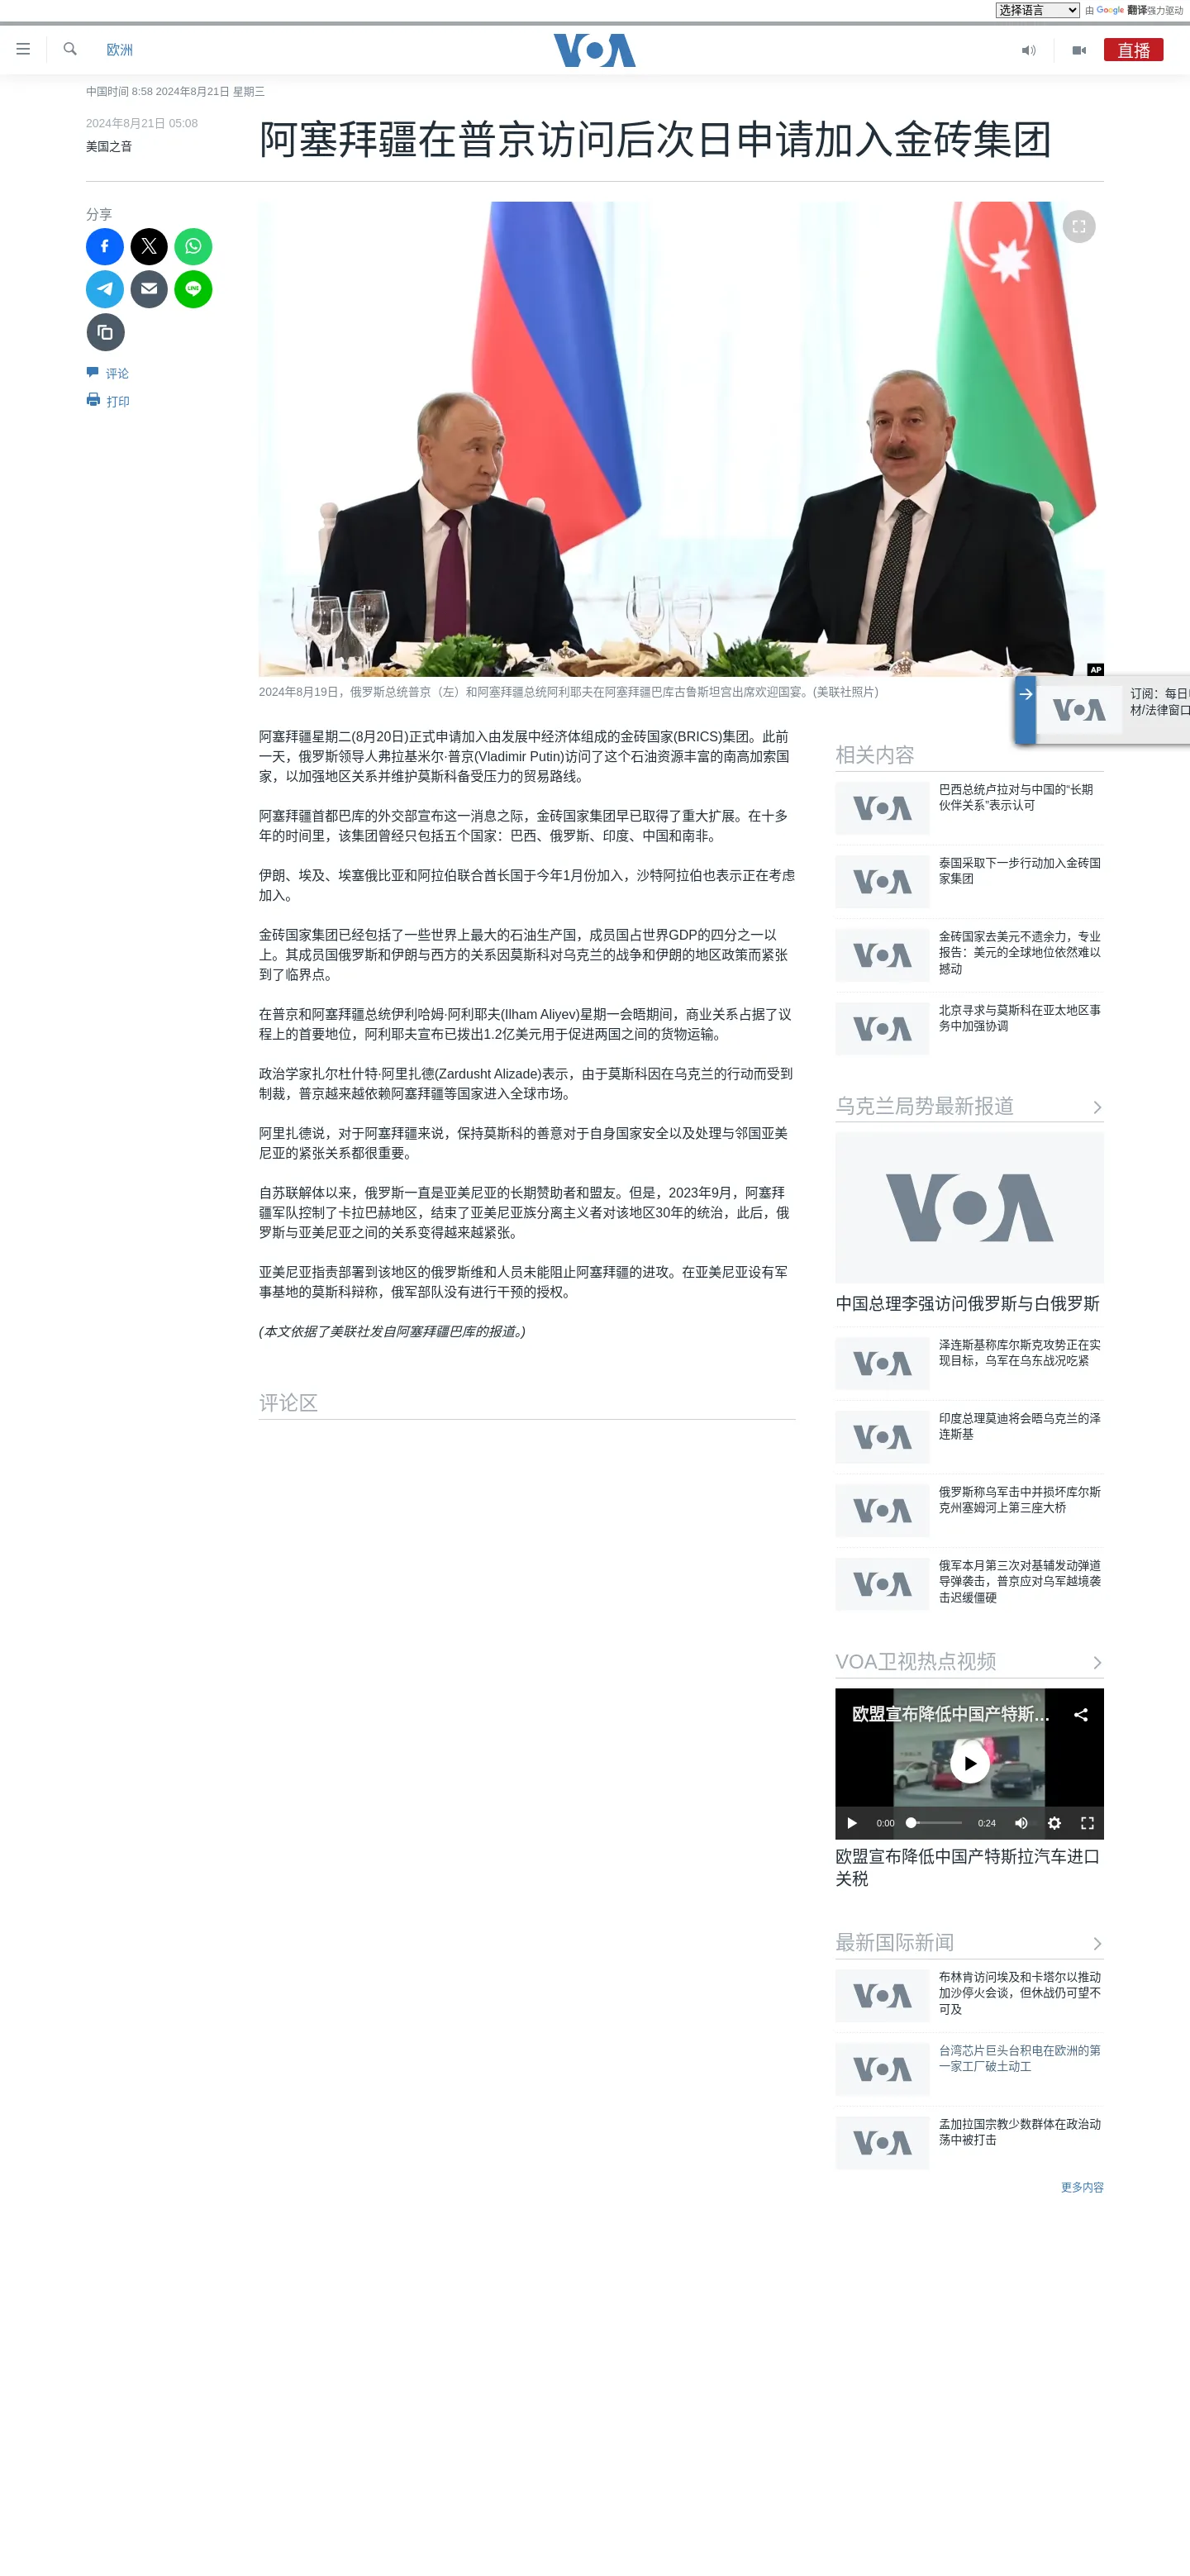 选择语言
由 Google 翻译强力驱动
欧洲
VOA
直播
中国时间 8:58 2024年8月21日 星期三
2024年8月21日 05:08
美国之音
阿塞拜疆在普京访问后次日申请加入金砖集团
分享
LINE
评论
打印
AP
2024年8月19日，俄罗斯总统普京（左）和阿塞拜疆总统阿利耶夫在阿塞拜疆巴库古鲁斯坦宫出席欢迎国宴。(美联社照片)
VOA
订阅：每日
材/法律窗口
阿塞拜疆星期二(8月20日)正式申请加入由发展中经济体组成的金砖国家(BRICS)集团。此前
一天，俄罗斯领导人弗拉基米尔·普京(Vladimir Putin)访问了这个石油资源丰富的南高加索国
家，以加强地区关系并维护莫斯科备受压力的贸易路线。
阿塞拜疆首都巴库的外交部宣布这一消息之际，金砖国家集团早已取得了重大扩展。在十多
年的时间里，该集团曾经只包括五个国家：巴西、俄罗斯、印度、中国和南非。
伊朗、埃及、埃塞俄比亚和阿拉伯联合酋长国于今年1月份加入，沙特阿拉伯也表示正在考虑
加入。
金砖国家集团已经包括了一些世界上最大的石油生产国，成员国占世界GDP的四分之一以
上。其成员国俄罗斯和伊朗与西方的关系因莫斯科对乌克兰的战争和伊朗的地区政策而紧张
到了临界点。
在普京和阿塞拜疆总统伊利哈姆·阿利耶夫(Ilham Aliyev)星期一会晤期间，商业关系占据了议
程上的首要地位，阿利耶夫宣布已拨出1.2亿美元用于促进两国之间的货物运输。
政治学家扎尔杜什特·阿里扎德(Zardusht Alizade)表示，由于莫斯科因在乌克兰的行动而受到
制裁，普京越来越依赖阿塞拜疆等国家进入全球市场。
阿里扎德说，对于阿塞拜疆来说，保持莫斯科的善意对于自身国家安全以及处理与邻国亚美
尼亚的紧张关系都很重要。
自苏联解体以来，俄罗斯一直是亚美尼亚的长期赞助者和盟友。但是，2023年9月，阿塞拜
疆军队控制了卡拉巴赫地区，结束了亚美尼亚族分离主义者对该地区30年的统治，此后，俄
罗斯与亚美尼亚之间的关系变得越来越紧张。
亚美尼亚指责部署到该地区的俄罗斯维和人员未能阻止阿塞拜疆的进攻。在亚美尼亚设有军
事基地的莫斯科辩称，俄军部队没有进行干预的授权。
(本文依据了美联社发自阿塞拜疆巴库的报道。)
评论区
相关内容
VOA
巴西总统卢拉对与中国的“长期
伙伴关系”表示认可
VOA
泰国采取下一步行动加入金砖国
家集团
VOA
金砖国家去美元不遗余力，专业
报告：美元的全球地位依然难以
撼动
VOA
北京寻求与莫斯科在亚太地区事
务中加强协调
乌克兰局势最新报道
VOA
中国总理李强访问俄罗斯与白俄罗斯
VOA
泽连斯基称库尔斯克攻势正在实
现目标，乌军在乌东战况吃紧
VOA
印度总理莫迪将会晤乌克兰的泽
连斯基
VOA
俄罗斯称乌军击中并损坏库尔斯
克州塞姆河上第三座大桥
VOA
俄军本月第三次对基辅发动弹道
导弹袭击，普京应对乌军越境袭
击迟缓僵硬
VOA卫视热点视频
欧盟宣布降低中国产特斯...
0:00
0:24
欧盟宣布降低中国产特斯拉汽车进口
关税
最新国际新闻
VOA
布林肯访问埃及和卡塔尔以推动
加沙停火会谈，但休战仍可望不
可及
VOA
台湾芯片巨头台积电在欧洲的第
一家工厂破土动工
VOA
孟加拉国宗教少数群体在政治动
荡中被打击
更多内容